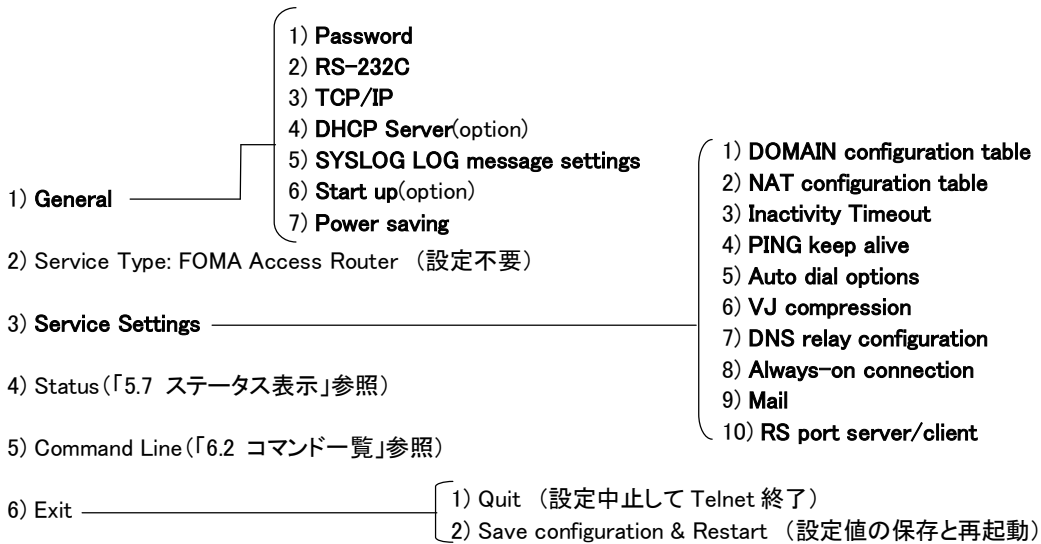 1) Password
2) RS-232C
3) TCP/IP
4) DHCP Server(option)
5) SYSLOG LOG message settings
6) Start up(option)
7) Power saving
1) General
2) Service Type: FOMA Access Router （設定不要）
1) DOMAIN configuration table
2) NAT configuration table
3) Inactivity Timeout
4) PING keep alive
5) Auto dial options
6) VJ compression
7) DNS relay configuration
8) Always-on connection
9) Mail
10) RS port server/client
3) Service Settings
4) Status（「5.7 ステータス表示」参照）
5) Command Line（「6.2 コマンド一覧」参照）
6) Exit
1) Quit （設定中止して Telnet 終了）
2) Save configuration & Restart （設定値の保存と再起動）